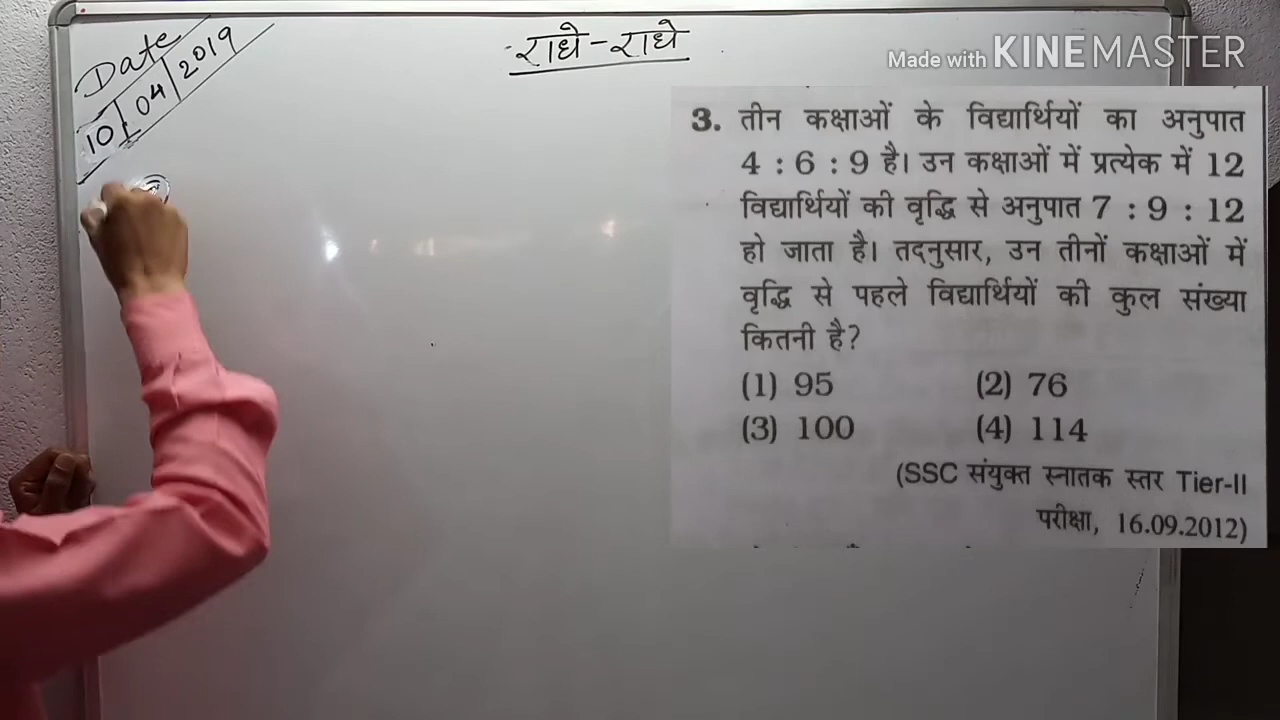 Date
10/04/2019
राधे-राधे
Made with KINEMASTER
3. तीन कक्षाओं के विद्यार्थियों का अनुपात
4 : 6 : 9 है। उन कक्षाओं में प्रत्येक में 12
विद्यार्थियों की वृद्धि से अनुपात 7 : 9 : 12
हो जाता है। तदनुसार, उन तीनों कक्षाओं में
वृद्धि से पहले विद्यार्थियों की कुल संख्या
कितनी है?
(1) 95 (2) 76
(3) 100 (4) 114
(SSC संयुक्त स्नातक स्तर Tier-II
परीक्षा, 16.09.2012)